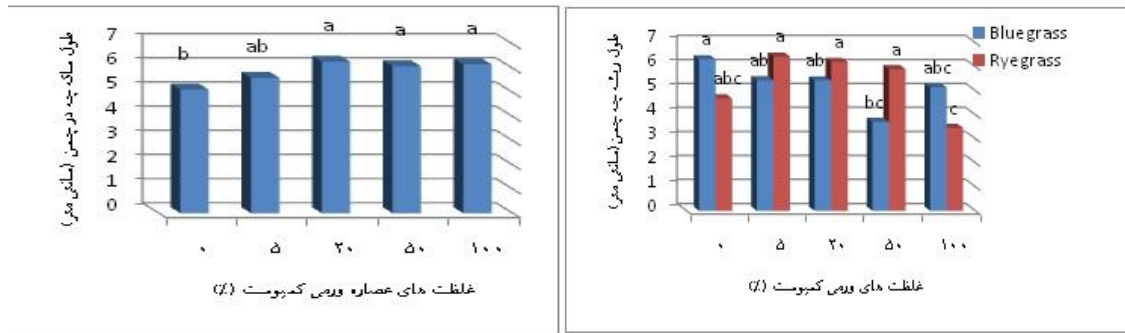 طول ساقه چه در چمن (سانتی متر)
7
6
5
4
3
2
1
0
b
ab
a
a
a
۰
۵
۲۰
۵۰
۱۰۰
غلظت های عصاره ورمی کمپوست (٪)
طول ریشه چه چمن (سانتی متر)
7
6
5
4
3
2
1
0
a
abc
ab
a
ab
a
bc
a
abc
c
Bluegrass
Ryegrass
۰
۵
۲۰
۵۰
۱۰۰
غلظت های ورمی کمپوست (٪)